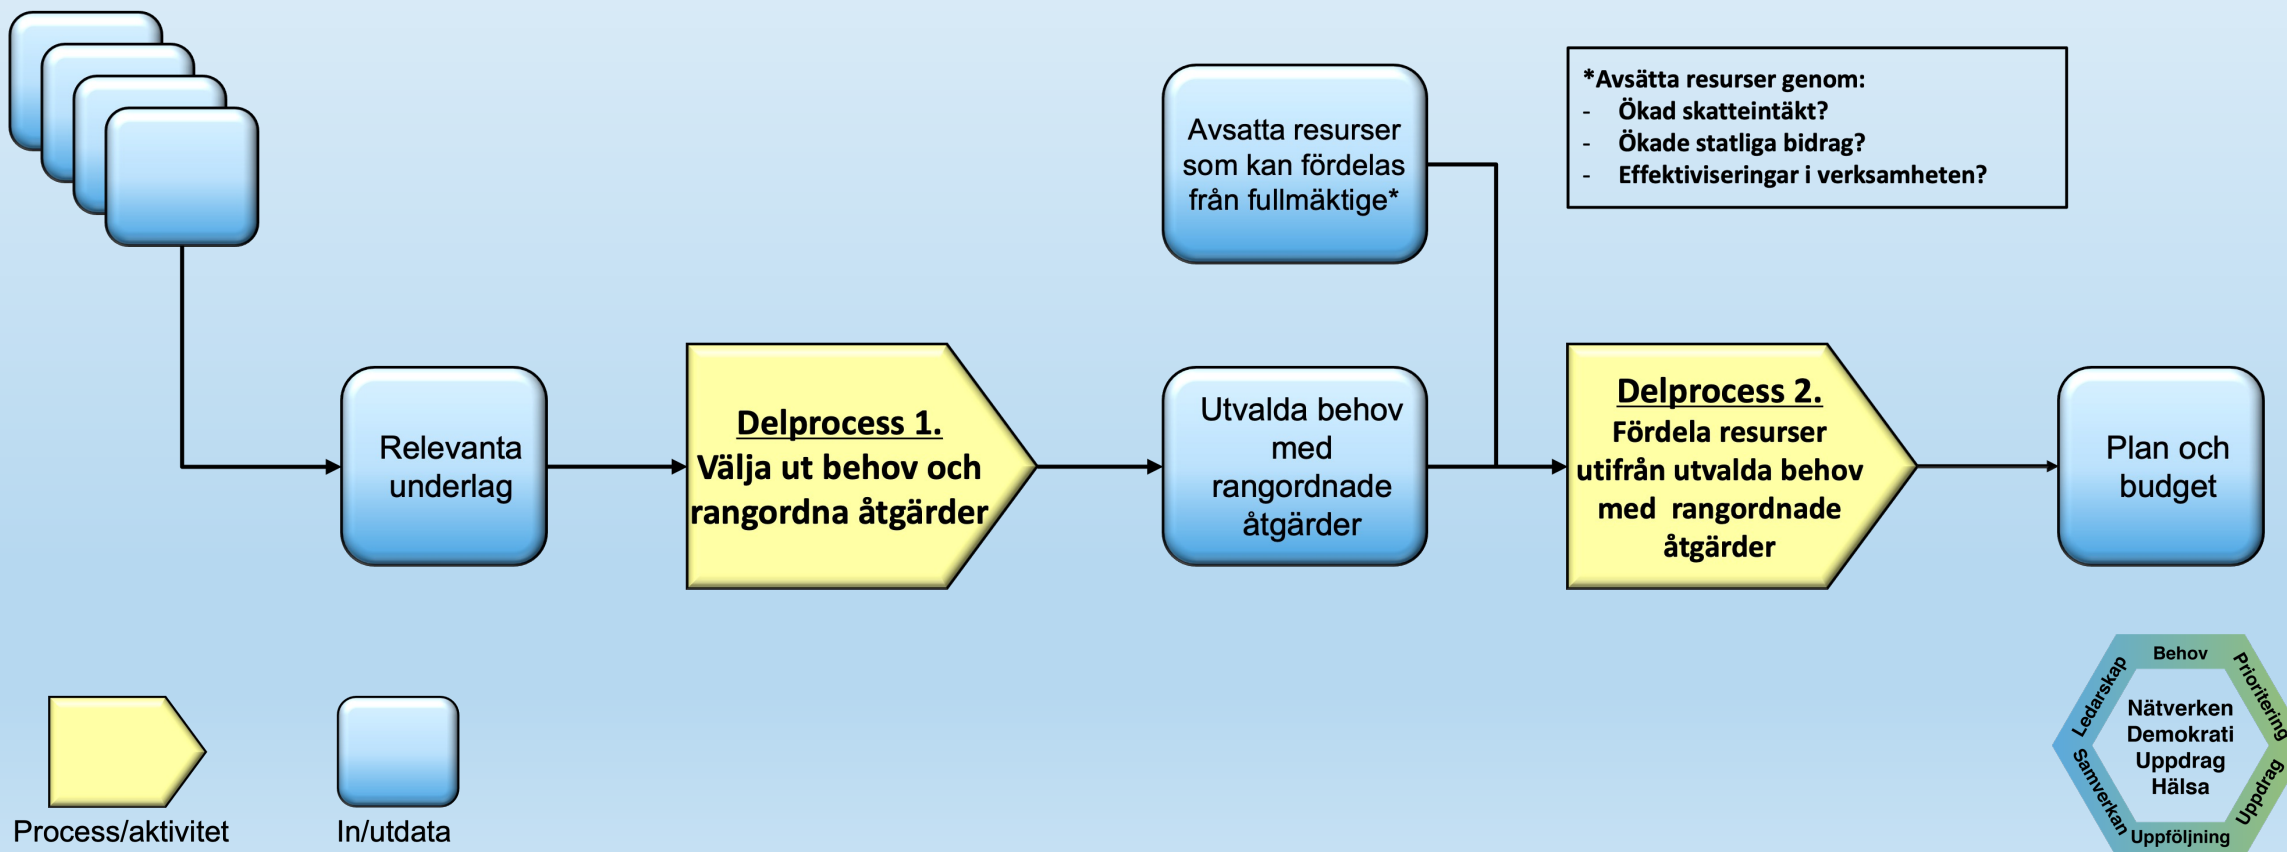 Avsatta resurser
som kan fördelas
från fullmäktige*
*Avsätta resurser genom:
- Ökad skatteintäkt?
- Ökade statliga bidrag?
- Effektiviseringar i verksamheten?
Relevanta
underlag
Delprocess 1.
Välja ut behov och
rangordna åtgärder
Utvalda behov
med
rangordnade
åtgärder
Delprocess 2.
Fördela resurser
utifrån utvalda behov
med rangordnade
åtgärder
Plan och
budget
Process/aktivitet
In/utdata
Behov
Prioritering
Uppdrag
Uppföljning
Samverkan
Ledarskap
Nätverken
Demokrati
Uppdrag
Hälsa